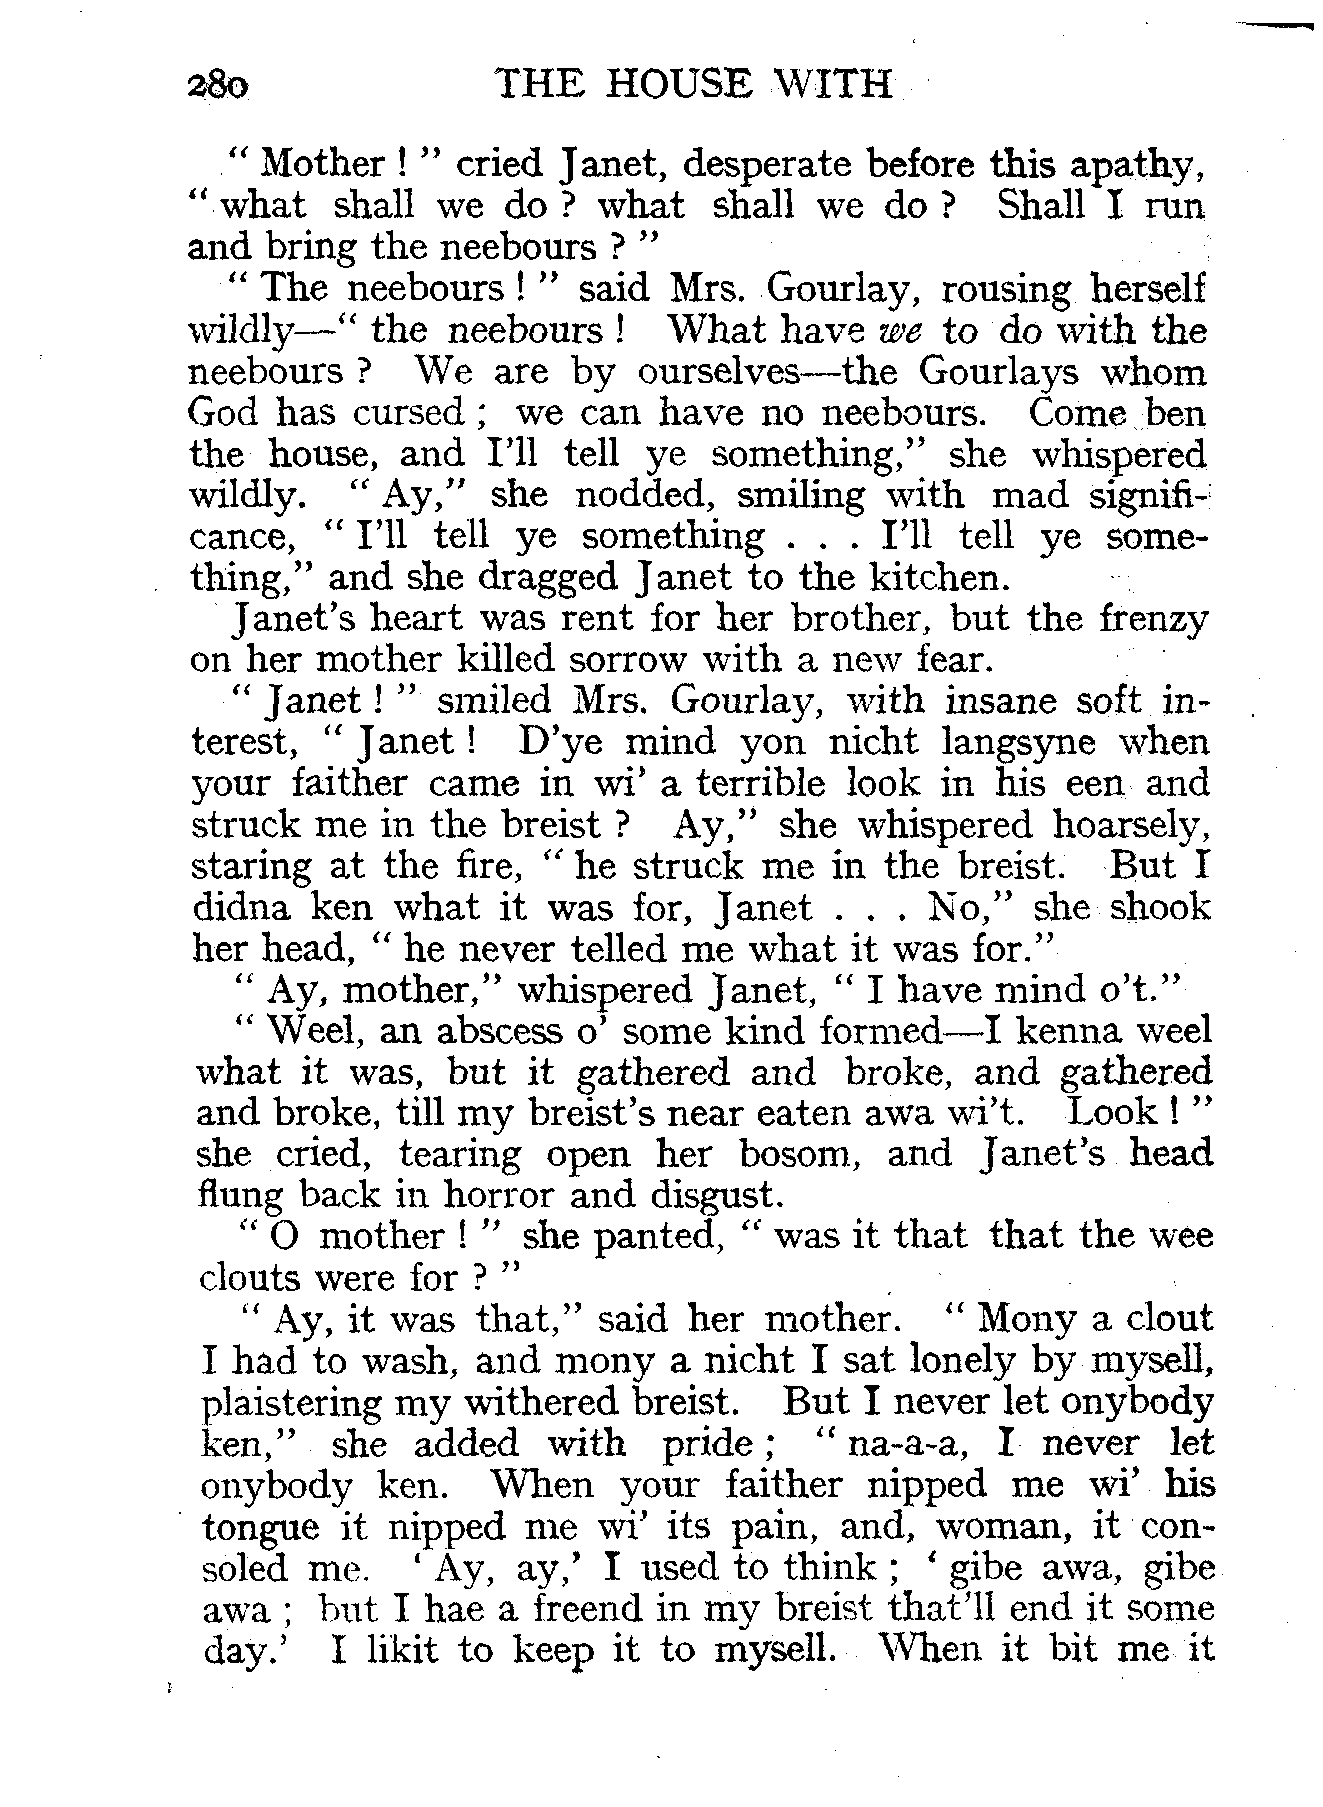 280 THE HOUSE WITH
“ Mother ! ” cried Janet, desperate before this apathy,
“ what shall we do ? what shall we do ? Shall I run
and bring the neebours ? ”
“ The neebours ! ” said Mrs. Gourlay, rousing herself
wildly—“ the neebours ! What have we to do with the
neebours ? We are by ourselves—the Gourlays whom
God has cursed ; we can have no neebours. Come ben
the house, and I’ll tell ye something,” she whispered
wildly. “ Ay,” she nodded, smiling with mad signifi-
cance, “ I’ll tell ye something . . . I’ll tell ye some-
thing,” and she dragged Janet to the kitchen.
Janet’s heart was rent for her brother, but the frenzy
on her mother killed sorrow with a new fear.
“ Janet ! ” smiled Mrs. Gourlay, with insane soft in-
terest, “ Janet ! D’ye mind yon nicht langsyne when
your faither came in wi’ a terrible look in his een and
struck me in the breist ? Ay,” she whispered hoarsely,
staring at the fire, “ he struck me in the breist. But I
didna ken what it was for, Janet . . . No,” she shook
her head, “ he never telled me what it was for.”
“ Ay, mother,” whispered Janet, “ I have mind o’t.”
“ Weel, an abscess o’ some kind formed—I kenna weel
what it was, but it gathered and broke, and gathered
and broke, till my breist’s near eaten awa wi’t. Look ! ”
she cried, tearing open her bosom, and Janet’s head
flung back in horror and disgust.
“ O mother ! ” she panted, “ was it that that the wee
clouts were for ? ”
“ Ay, it was that,” said her mother. “ Mony a clout
I had to wash, and mony a nicht I sat lonely by mysell,
plaistering my withered breist. But I never let onybody
ken,” she added with pride ; “ na-a-a, I never let
onybody ken. When your faither nipped me wi’ his
tongue it nipped me wi’ its pain, and, woman, it con-
soled me. ‘ Ay, ay,’ I used to think ; ‘ gibe awa, gibe
awa ; but I hae a freend in my breist that’ll end it some
day.’ I likit to keep it to mysell. When it bit me it